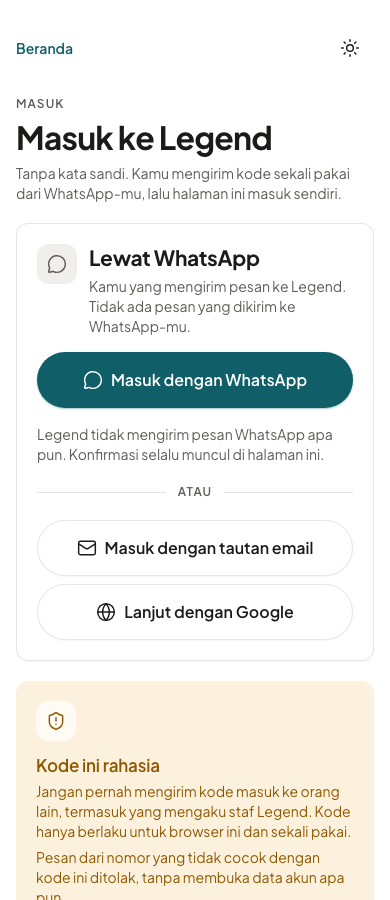 Beranda
MASUK
Masuk ke Legend
Tanpa kata sandi. Kamu mengirim kode sekali pakai
dari WhatsApp-mu, lalu halaman ini masuk sendiri.
Lewat WhatsApp
Kamu yang mengirim pesan ke Legend.
Tidak ada pesan yang dikirim ke
WhatsApp-mu.
Masuk dengan WhatsApp
Legend tidak mengirim pesan WhatsApp apa
pun. Konfirmasi selalu muncul di halaman ini.
ATAU
Masuk dengan tautan email
Lanjut dengan Google
Kode ini rahasia
Jangan pernah mengirim kode masuk ke orang
lain, termasuk yang mengaku staf Legend. Kode
hanya berlaku untuk browser ini dan sekali pakai.
Pesan dari nomor yang tidak cocok dengan
kode ini ditolak, tanpa membuka data akun apa
pun.